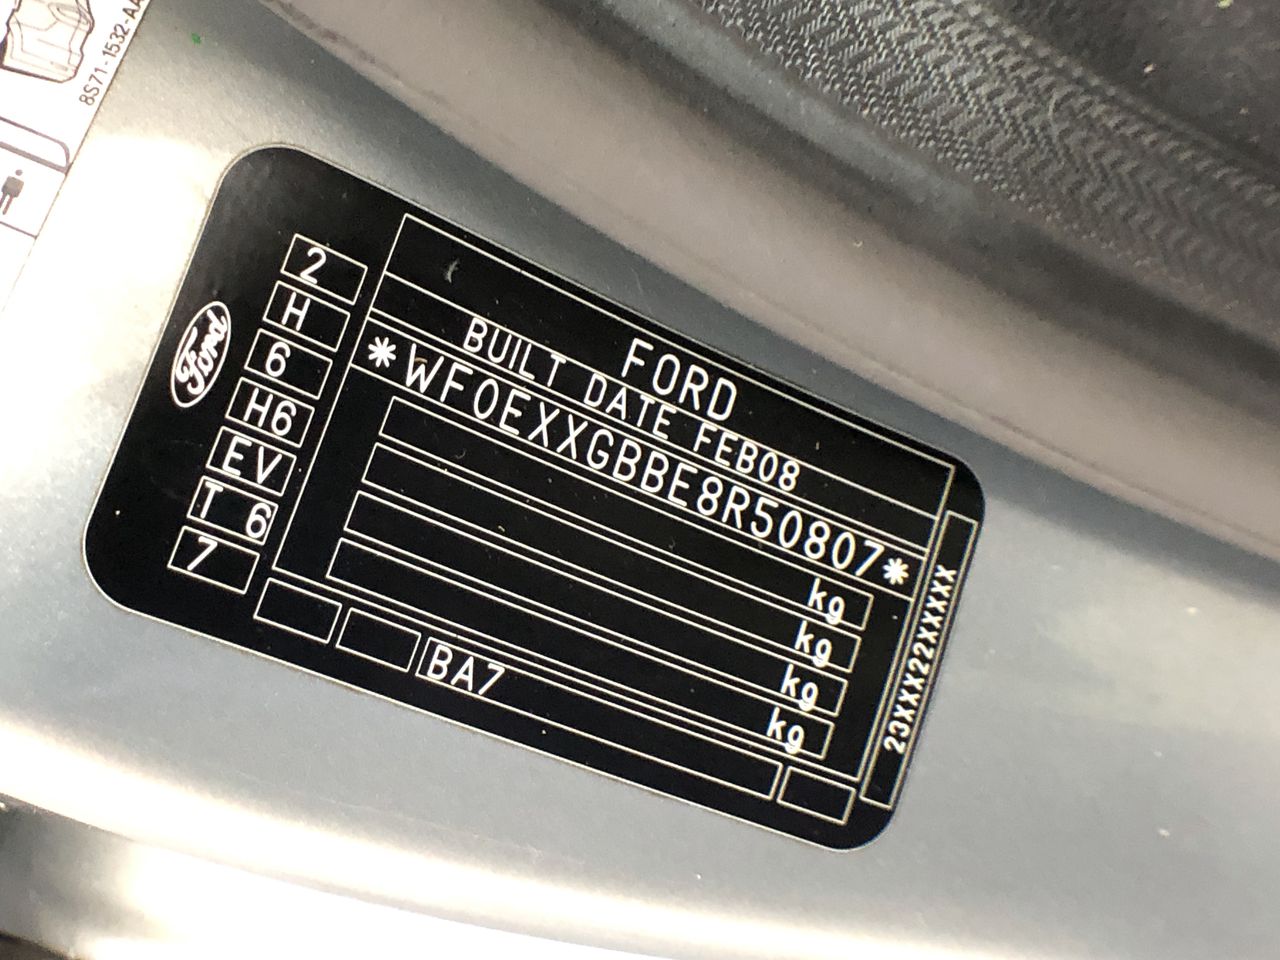 8S71-1532-AA
Ford
2
H
6
H6
EV
T 6
7
FORD
BUILT DATE FEB08
*WF0EXXGBBE8R50807*
kg
kg
kg
kg
BA7
23XXX22XXXXX